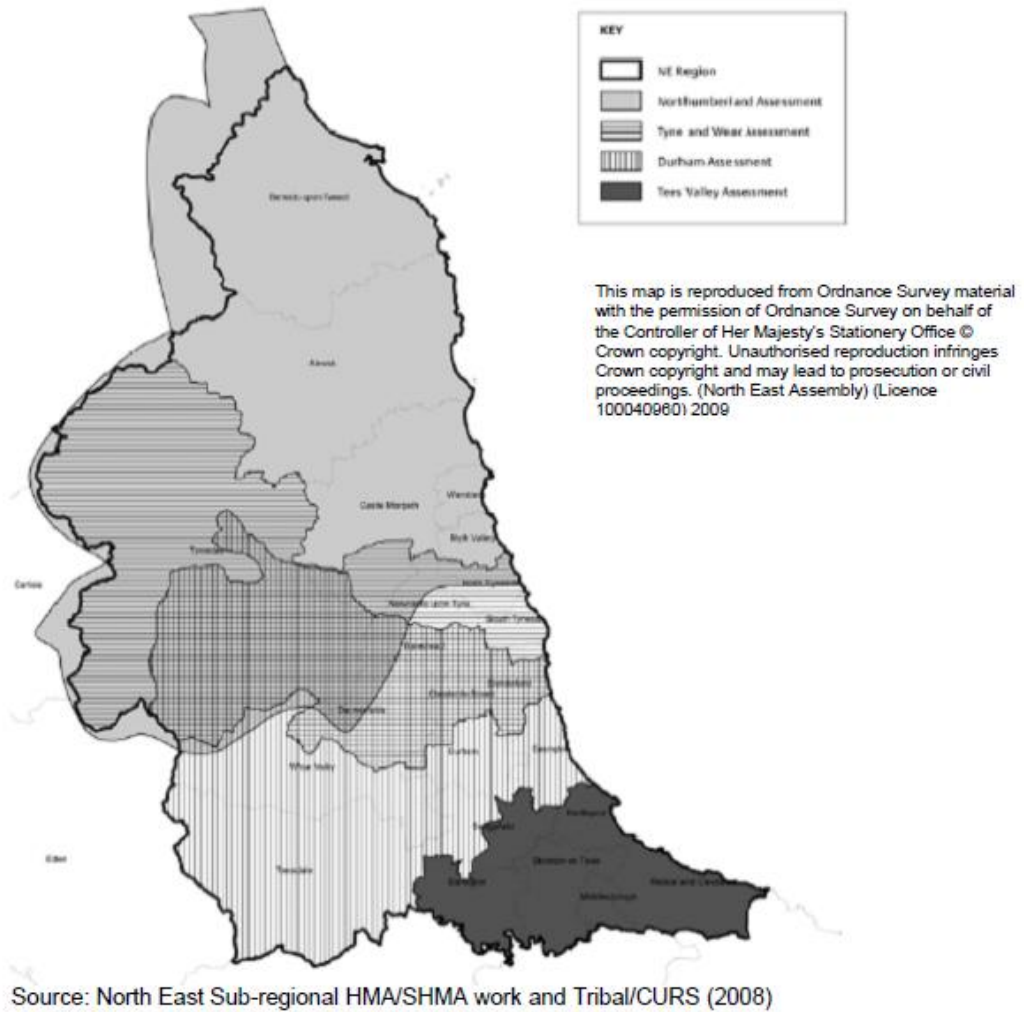 KEY
NE Region
Northumberland Assessment
Tyne and Wear Assessment
Durham Assessment
Tees Valley Assessment
Berwick-upon-Tweed
This map is reproduced from Ordnance Survey material
with the permission of Ordnance Survey on behalf of
the Controller of Her Majesty's Stationery Office ©
Crown copyright. Unauthorised reproduction infringes
Crown copyright and may lead to prosecution or civil
proceedings. (North East Assembly) (Licence
100040960) 2009
Alnwick
Castle Morpeth
Wansbeck
Blyth Valley
Tynedale
Carlisle
North Tyneside
Newcastle upon Tyne
South Tyneside
Gateshead
Sunderland
Chester-le-Street
Derwentside
Durham
Easington
Wear Valley
Hartlepool
Sedgefield
Eden
Stockton on Tees
Teesdale
Darlington
Redcar and Cleveland
Middlesbrough
Source: North East Sub-regional HMA/SHMA work and Tribal/CURS (2008)